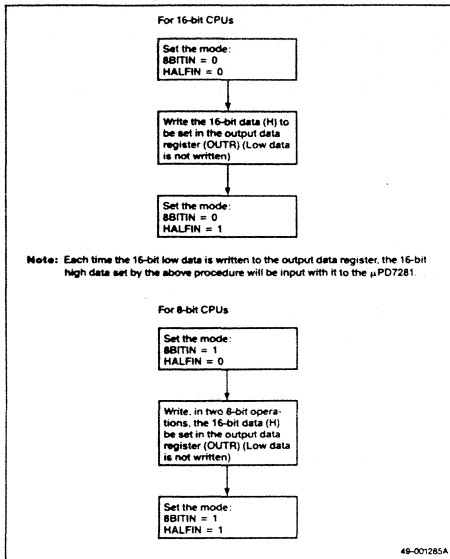 For 16-bit CPUs
Set the mode:
8BITIN = 0
HALFIN = 0
Write the 16-bit data (H) to
be set in the output data
register (OUTR) (Low data
is not written)
Set the mode:
8BITIN = 0
HALFIN = 1
Note: Each time the 16-bit low data is written to the output data register, the 16-bit
high data set by the above procedure will be input with it to the μPD7281.
For 8-bit CPUs
Set the mode:
8BITIN = 1
HALFIN = 0
Write, in two 8-bit opera-
tions, the 16-bit data (H)
be set in the output data
register (OUTR) (Low data
is not written)
Set the mode:
8BITIN = 1
HALFIN = 1
49-001285A